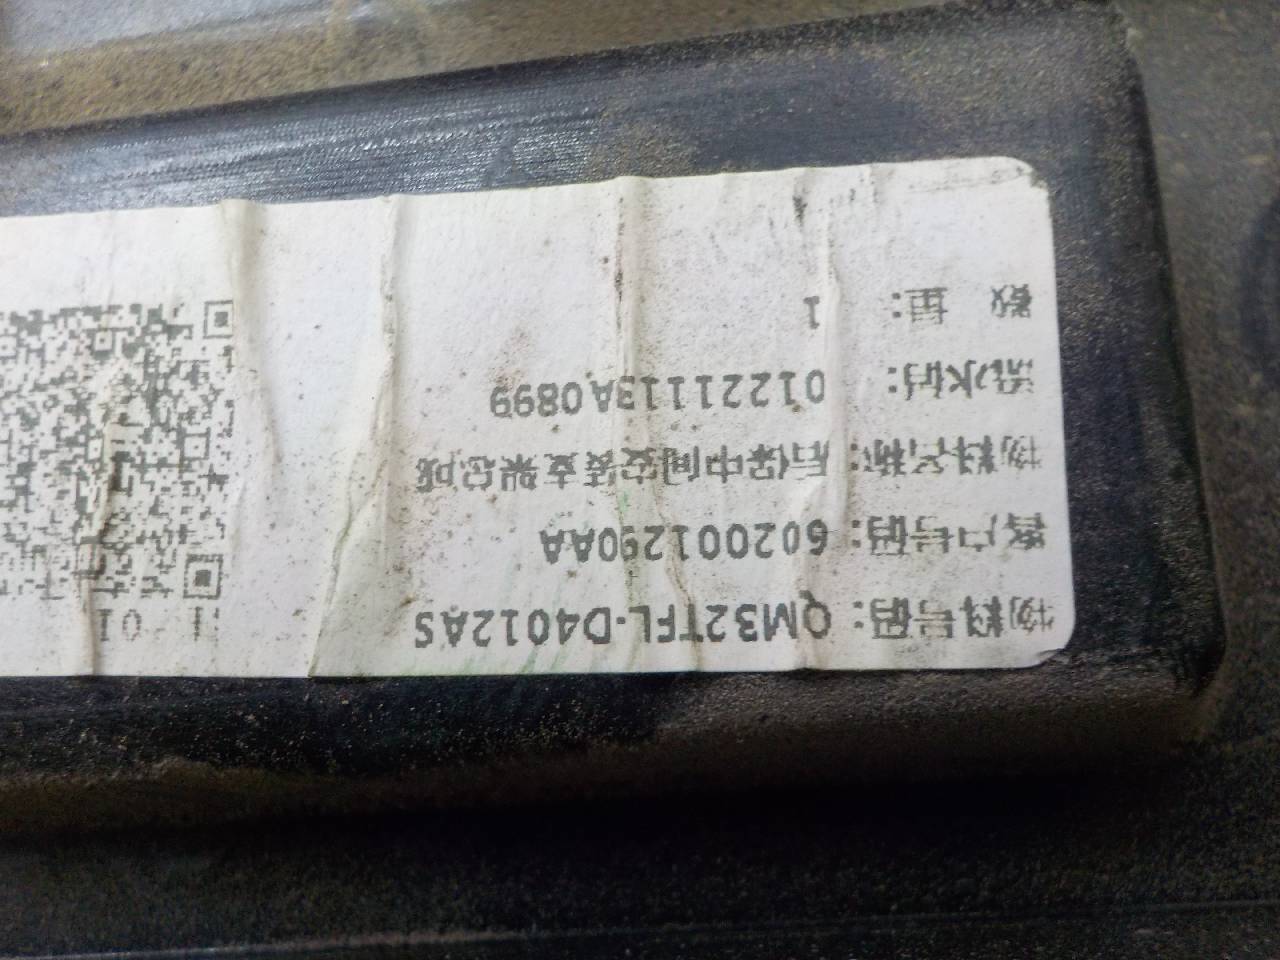 物料号码: QM32TFL-D4012AS
客户号码: 602001290AA
物料名称: 后保中间安装支架总成
流水码: 01221113A0899
数 量: 1